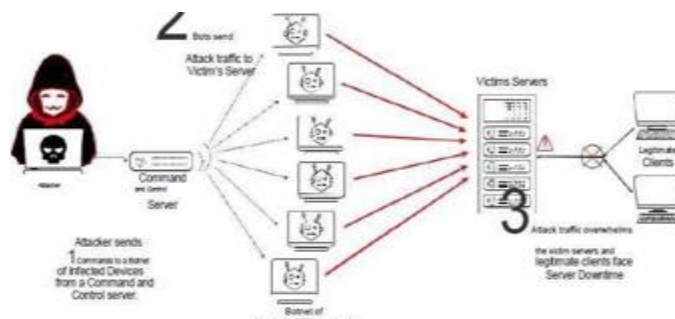 2 Bots send
Attack traffic to
Victim's Server
Victims Servers
Attacker
Command
and Control
Server
Legitimate
Clients
Attacker sends
1 Commands to a Botnet
of Infected Devices
from a Command and
Control server.
3 Attack traffic overwhelms
the victim servers and
legitimate clients face
Server Downtime
Botnet of